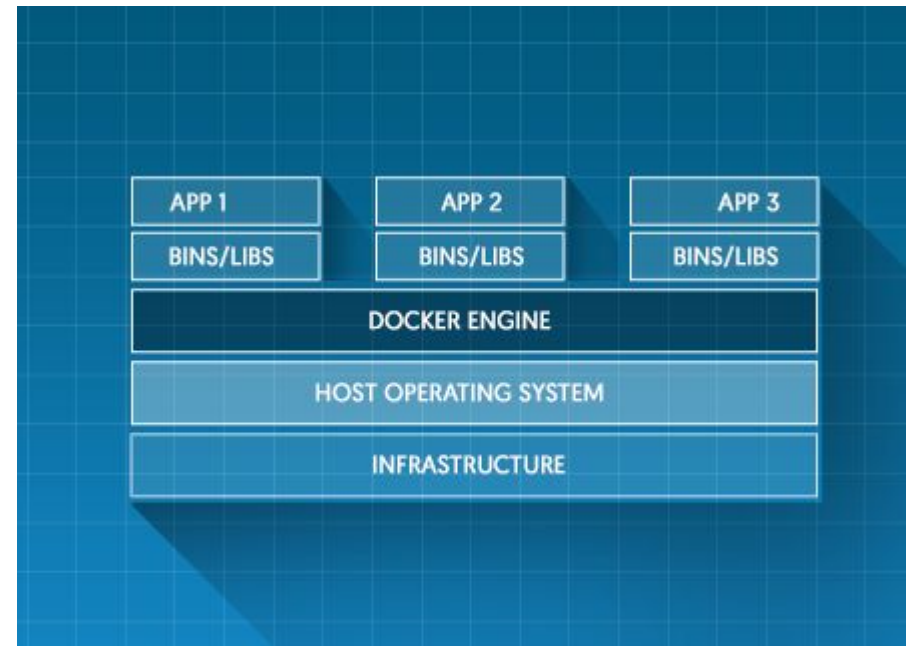 APP 1
APP 2
APP 3
BINS/LIBS
BINS/LIBS
BINS/LIBS
DOCKER ENGINE
HOST OPERATING SYSTEM
INFRASTRUCTURE